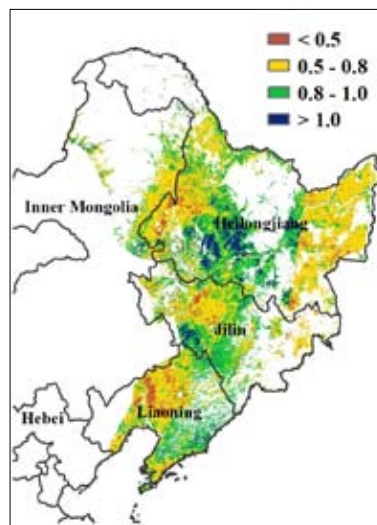 < 0.5
0.5 - 0.8
0.8 - 1.0
> 1.0
Inner Mongolia
Heilongjiang
Jilin
Liaoning
Hebei